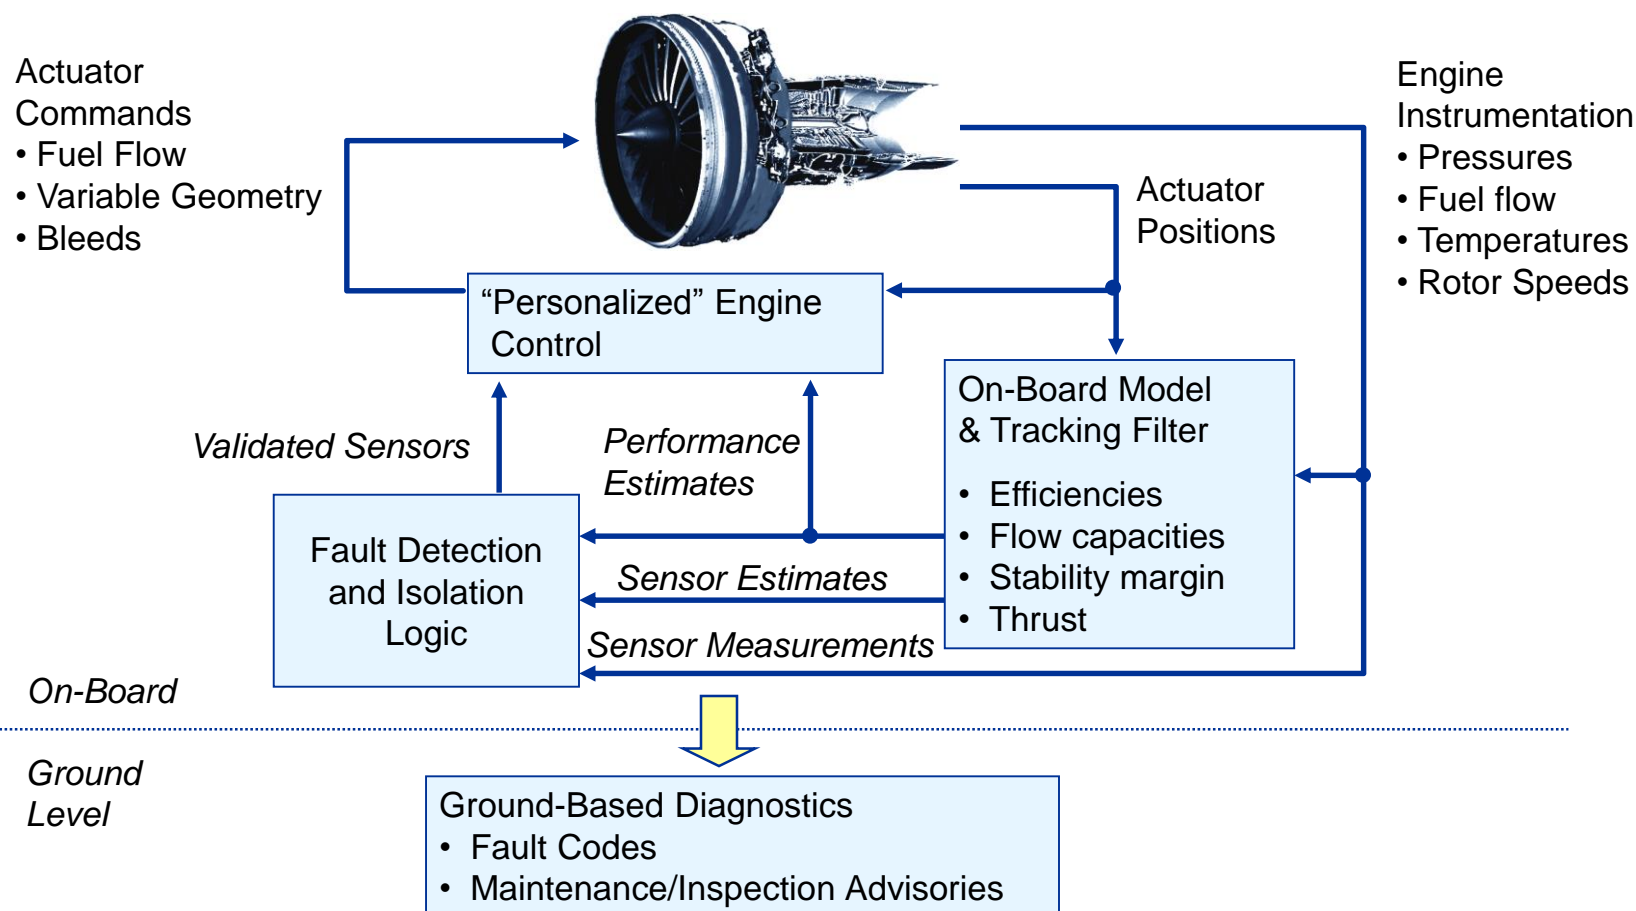 Actuator
Commands
• Fuel Flow
• Variable Geometry
• Bleeds
Engine
Instrumentation
• Pressures
• Fuel flow
• Temperatures
• Rotor Speeds
Actuator
Positions
“Personalized” Engine
Control
On-Board Model
& Tracking Filter
• Efficiencies
• Flow capacities
• Stability margin
• Thrust
Validated Sensors
Performance
Estimates
Fault Detection
and Isolation
Logic
Sensor Estimates
Sensor Measurements
On-Board
Ground
Level
Ground-Based Diagnostics
• Fault Codes
• Maintenance/Inspection Advisories